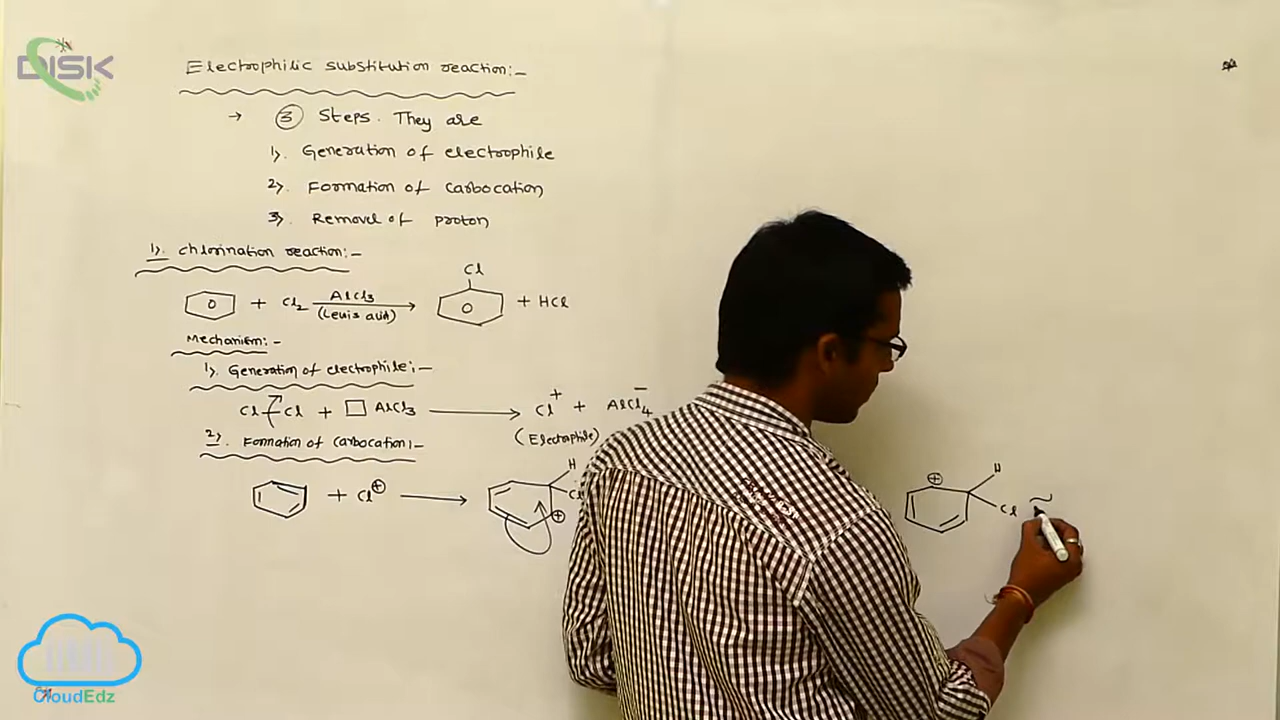 DISK
Electrophilic substitution reaction:-
→ 3 Steps. They are
1). Generation of electrophile
2). Formation of carbocation
3). Removal of proton
1). chlorination reaction:-
Cl
+ Cl2 AlCl3 (Lewis acid) → + HCl
Mechanism:-
1). Generation of electrophile:-
Cl-Cl + AlCl3 → Cl+ + AlCl4-
(Electrophile)
2). Formation of carbocation:-
+ Cl+ → H Cl +
+ H Cl
CloudEdz